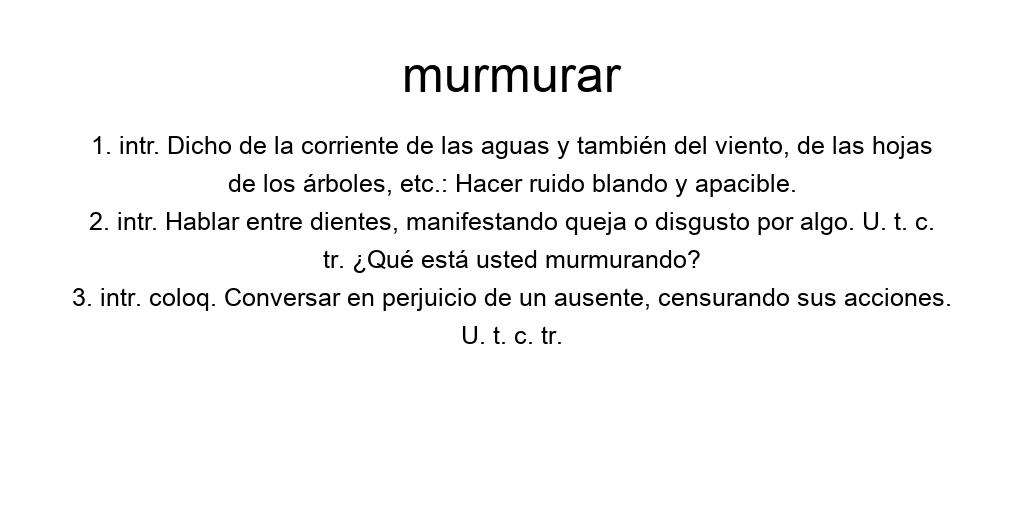 murmurar
1. intr. Dicho de la corriente de las aguas y también del viento, de las hojas
de los árboles, etc.: Hacer ruido blando y apacible.
2. intr. Hablar entre dientes, manifestando queja o disgusto por algo. U. t. c.
tr. ¿Qué está usted murmurando?
3. intr. coloq. Conversar en perjuicio de un ausente, censurando sus acciones.
U. t. c. tr.